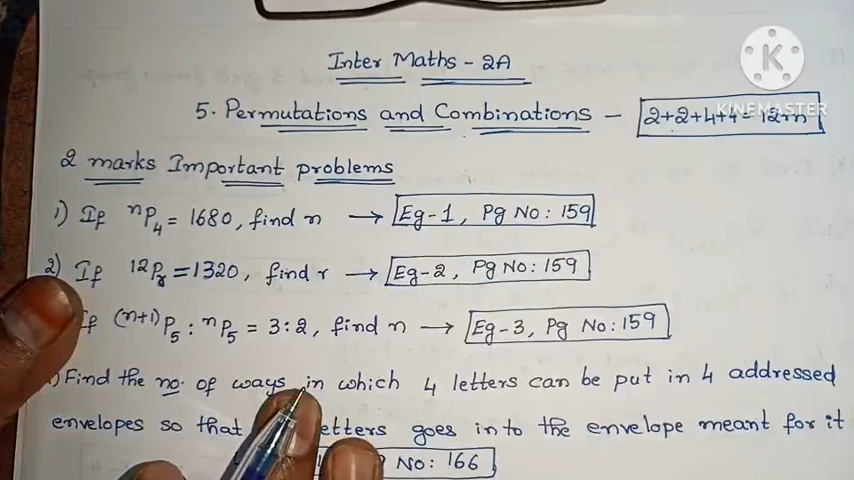 Inter Maths - 2A
KINEMASTER
5. Permutations and Combinations - 2+2+4+4 = 12m
2 marks Important problems
1) If ⁿP₄ = 1680, find n → Eg-1, Pg No: 159
2) If ¹²Pᵣ = 1320, find r → Eg-2, Pg No: 159
If ⁽ⁿ⁺¹⁾P₅ : ⁿP₅ = 3:2, find n → Eg-3, Pg No: 159
) Find the no. of ways in which 4 letters can be put in 4 addressed
envelopes so that letters goes in to the envelope meant for it
No: 166